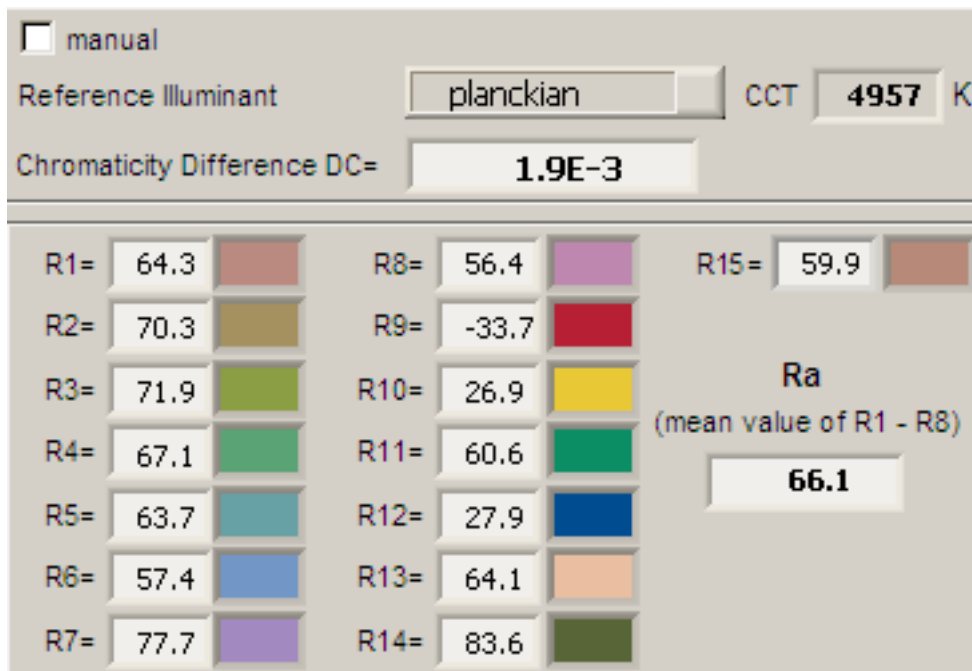 manual
Reference Illuminant planckian CCT 4957 K
Chromaticity Difference DC= 1.9E-3
R1= 64.3 R8= 56.4 R15= 59.9
R2= 70.3 R9= -33.7
R3= 71.9 R10= 26.9 Ra
(mean value of R1 - R8)
R4= 67.1 R11= 60.6
66.1
R5= 63.7 R12= 27.9
R6= 57.4 R13= 64.1
R7= 77.7 R14= 83.6